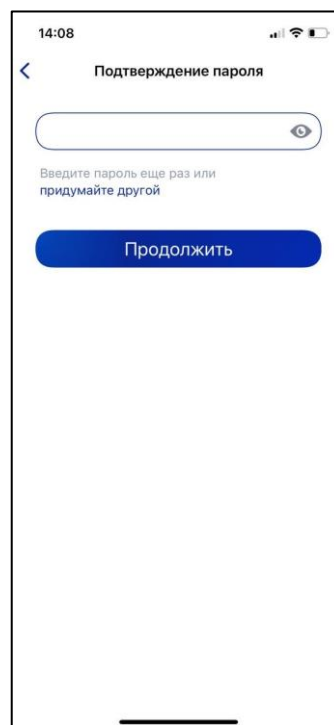 14:08
Подтверждение пароля
Введите пароль еще раз или
придумайте другой
Продолжить